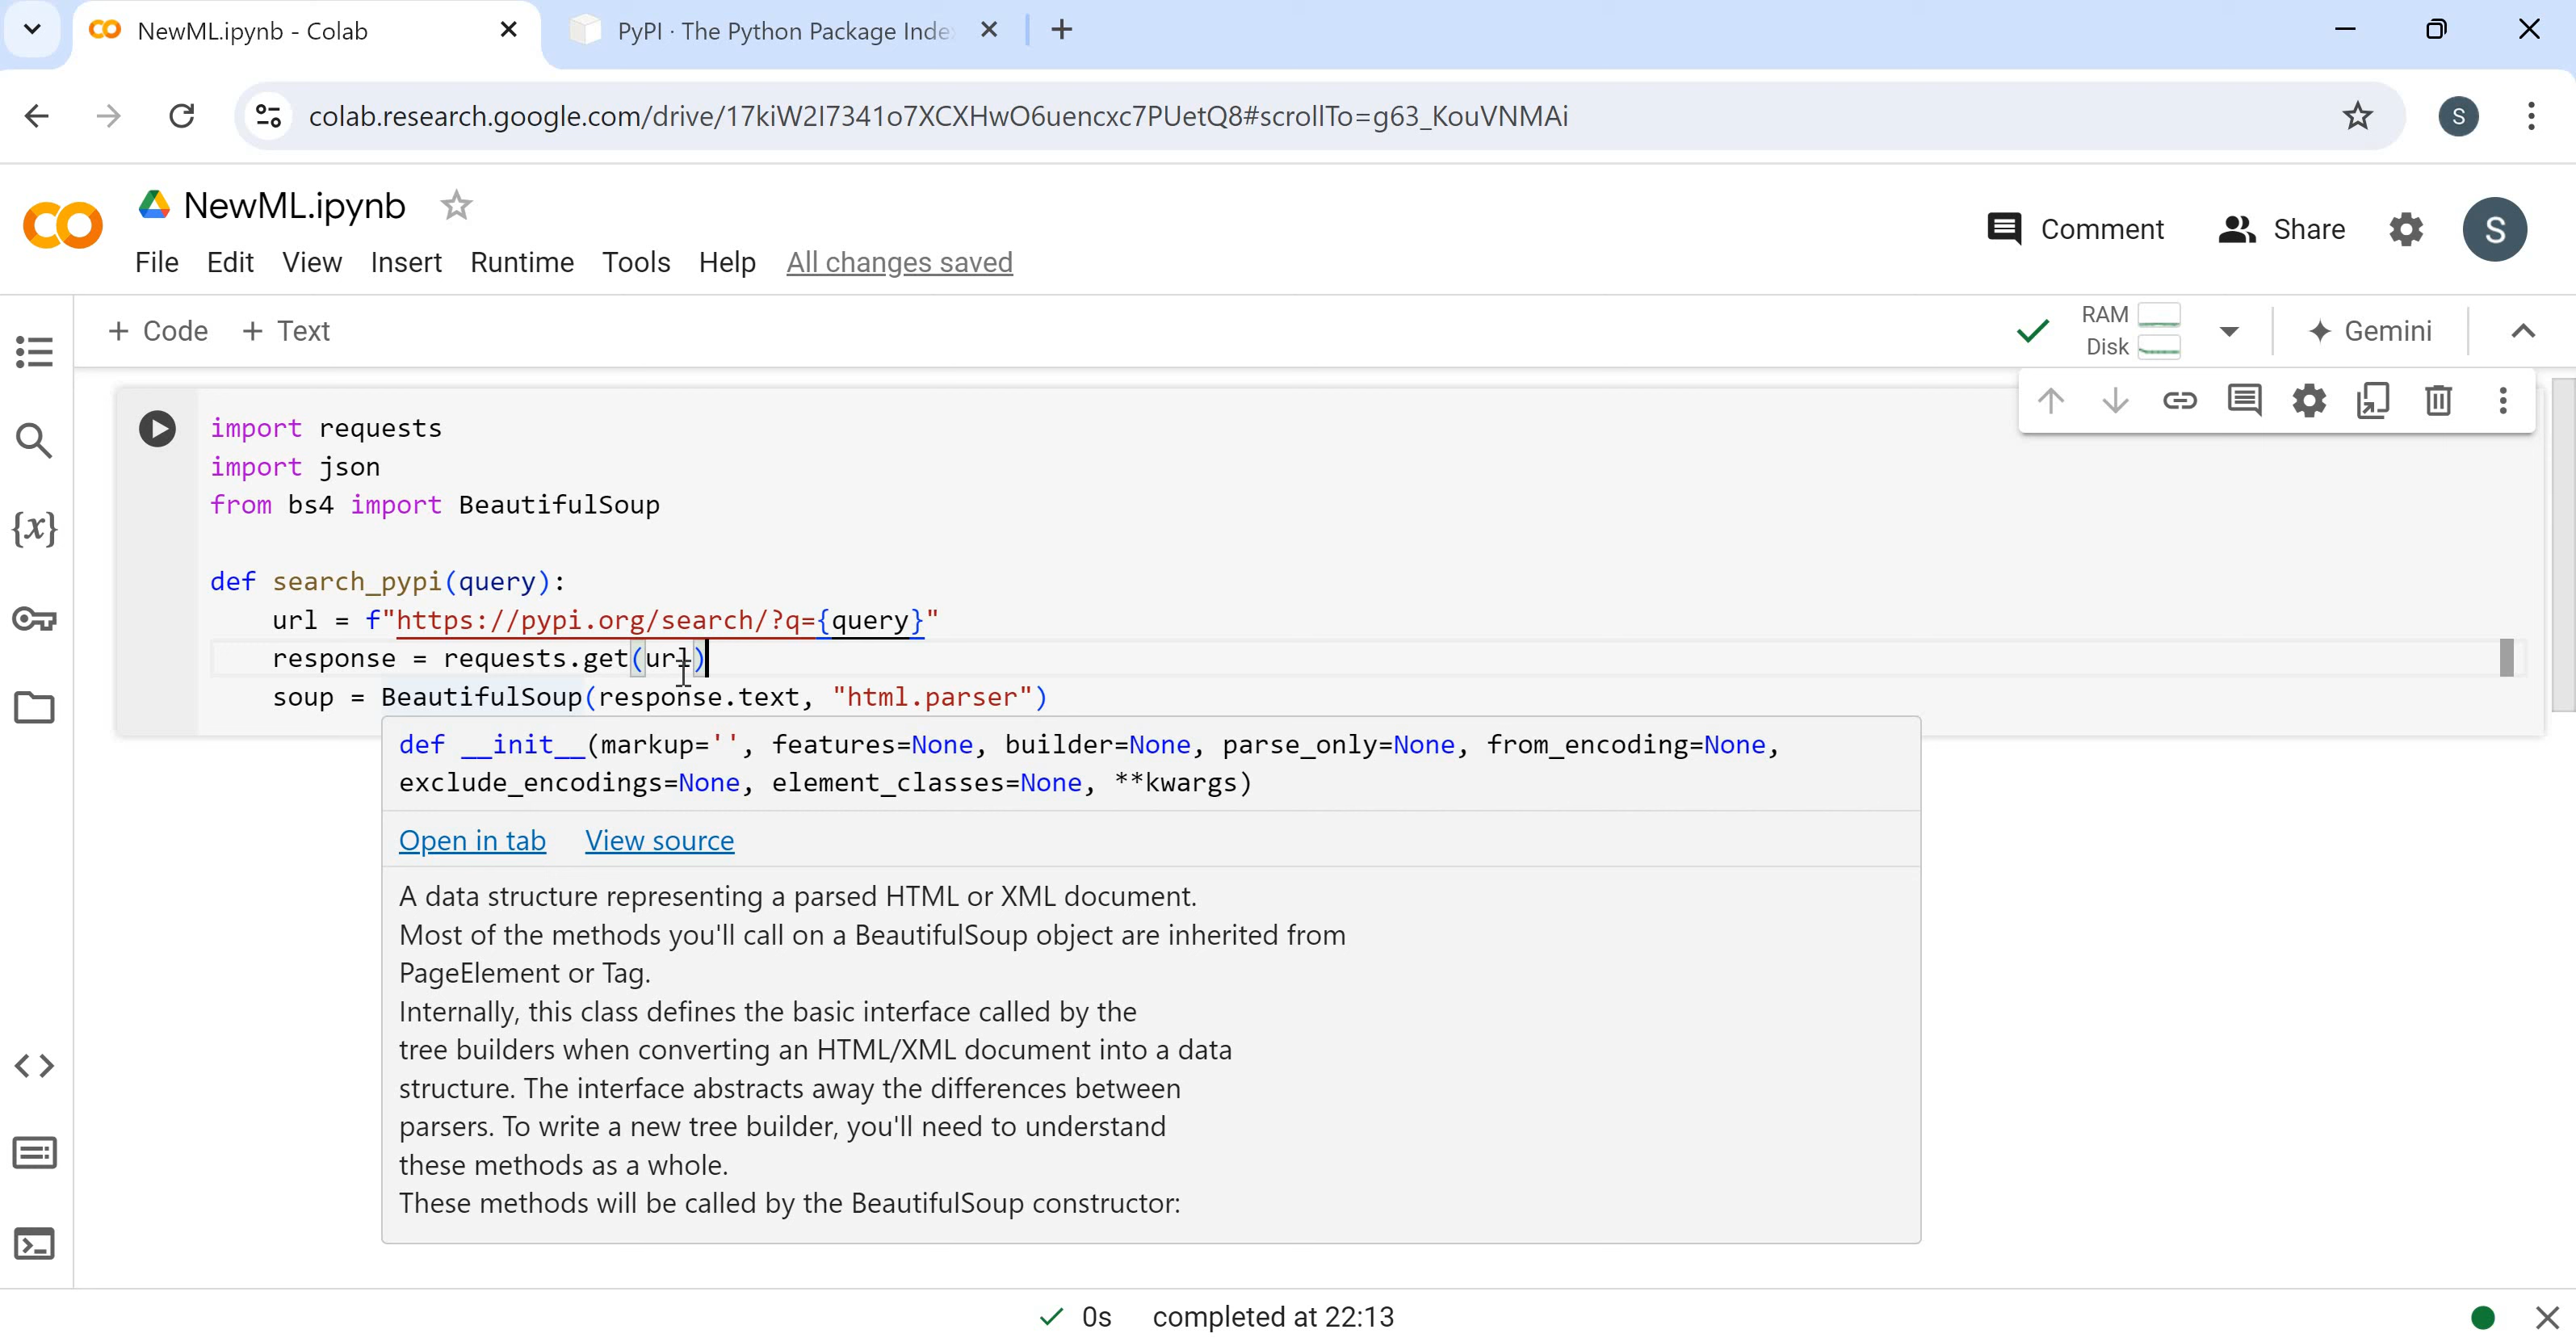 NewML.ipynb - Colab
PyPI · The Python Package Inde
colab.research.google.com/drive/17kiW2I7341o7XCXHwO6uencxc7PUetQ8#scrollTo=g63_KouVNMAi
S
NewML.ipynb
Comment
Share
S
File Edit View Insert Runtime Tools Help All changes saved
+ Code + Text
RAM
Disk
Gemini
import requests
import json
from bs4 import BeautifulSoup
{x}
def search_pypi(query):
url = f"https://pypi.org/search/?q={query}"
response = requests.get(url)
soup = BeautifulSoup(response.text, "html.parser")
def __init__(markup='', features=None, builder=None, parse_only=None, from_encoding=None,
exclude_encodings=None, element_classes=None, **kwargs)
Open in tab View source
A data structure representing a parsed HTML or XML document.
Most of the methods you'll call on a BeautifulSoup object are inherited from
PageElement or Tag.
Internally, this class defines the basic interface called by the
tree builders when converting an HTML/XML document into a data
structure. The interface abstracts away the differences between
parsers. To write a new tree builder, you'll need to understand
these methods as a whole.
These methods will be called by the BeautifulSoup constructor:
0s completed at 22:13